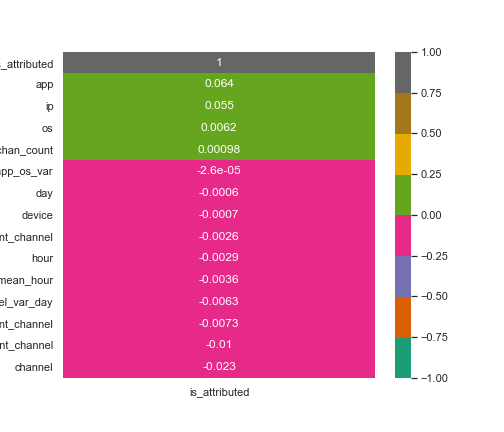 s_attributed 1
app 0.064
ip 0.055
os 0.0062
chan_count 0.00098
app_os_var -2.6e-05
day -0.0006
device -0.0007
nt_channel -0.0026
hour -0.0029
mean_hour -0.0036
el_var_day -0.0063
nt_channel -0.0073
nt_channel -0.01
channel -0.023
is_attributed
1.00
0.75
0.50
0.25
0.00
−0.25
−0.50
−0.75
−1.00